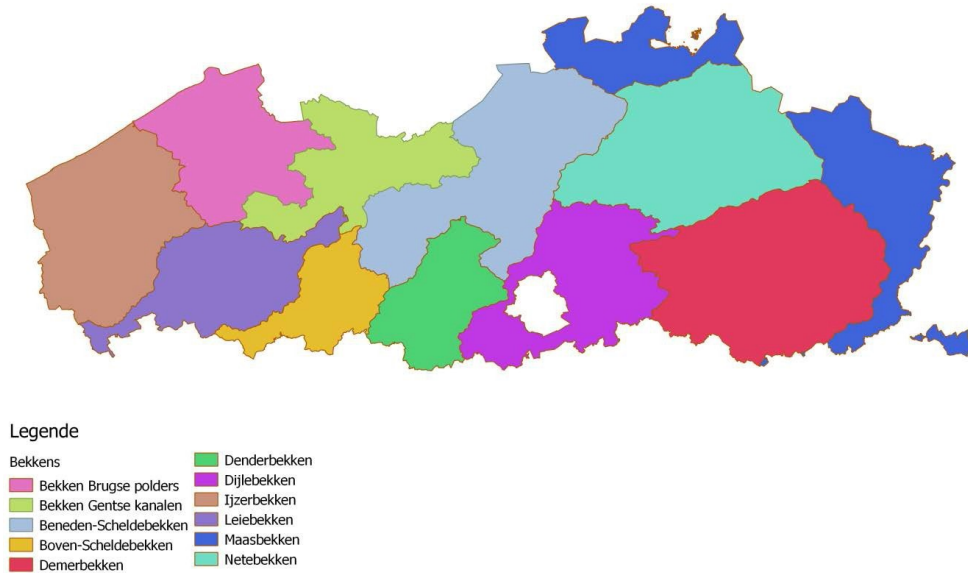 Legende
Bekkens
Bekken Brugse polders
Bekken Gentse kanalen
Beneden-Scheldebekken
Boven-Scheldebekken
Demerbekken
Denderbekken
Dijlebekken
Ijzerbekken
Leiebekken
Maasbekken
Netebekken